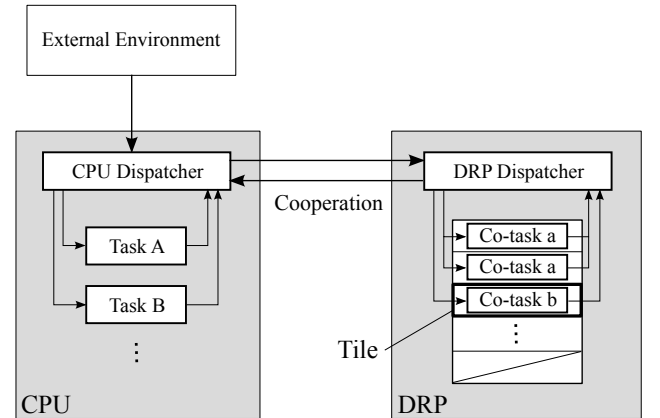 External Environment
CPU Dispatcher
DRP Dispatcher
Cooperation
Task A
Task B
⋮
CPU
Co-task a
Co-task a
Co-task b
⋮
Tile
DRP